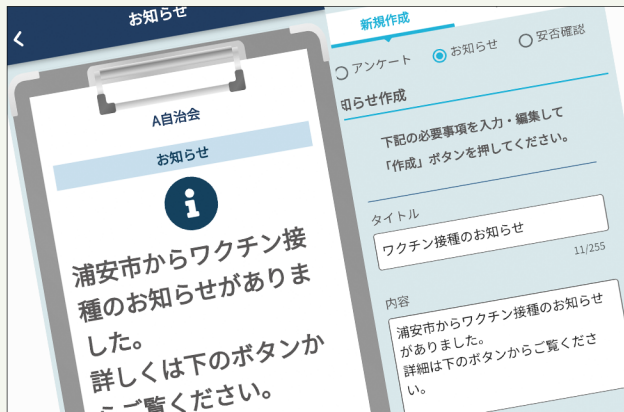 お知らせ
A自治会
お知らせ
浦安市からワクチン接
種のお知らせがありま
した。
詳しくは下のボタンか
らご覧ください。
新規作成
アンケート
お知らせ
安否確認
知らせ作成
下記の必要事項を入力・編集して
「作成」ボタンを押してください。
タイトル
ワクチン接種のお知らせ
11/255
内容
浦安市からワクチン接種のお知らせ
がありました。
詳細は下のボタンからご覧くださ
い。